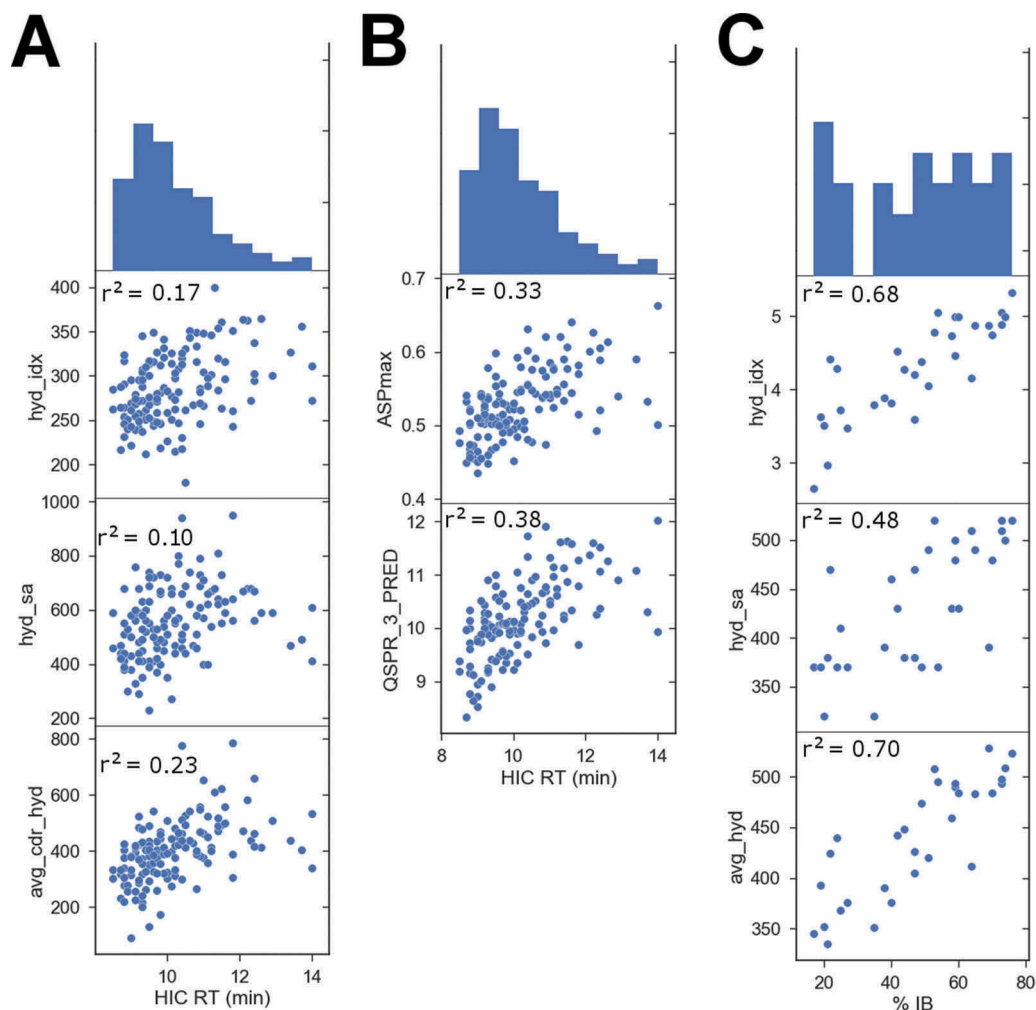 A
r² = 0.17
400
350
300
250
200
hyd_idx
r² = 0.10
1000
800
600
400
200
hyd_sa
r² = 0.23
800
600
400
200
avg_cdr_hyd
10 12 14
HIC RT (min)
B
r² = 0.33
0.7
0.6
0.5
0.4
ASPmax
r² = 0.38
12
11
10
9
QSPR_3_PRED
8 10 12 14
HIC RT (min)
C
r² = 0.68
5
4
3
hyd_idx
r² = 0.48
500
450
400
350
hyd_sa
r² = 0.70
500
450
400
350
avg_hyd
20 40 60 80
% IB